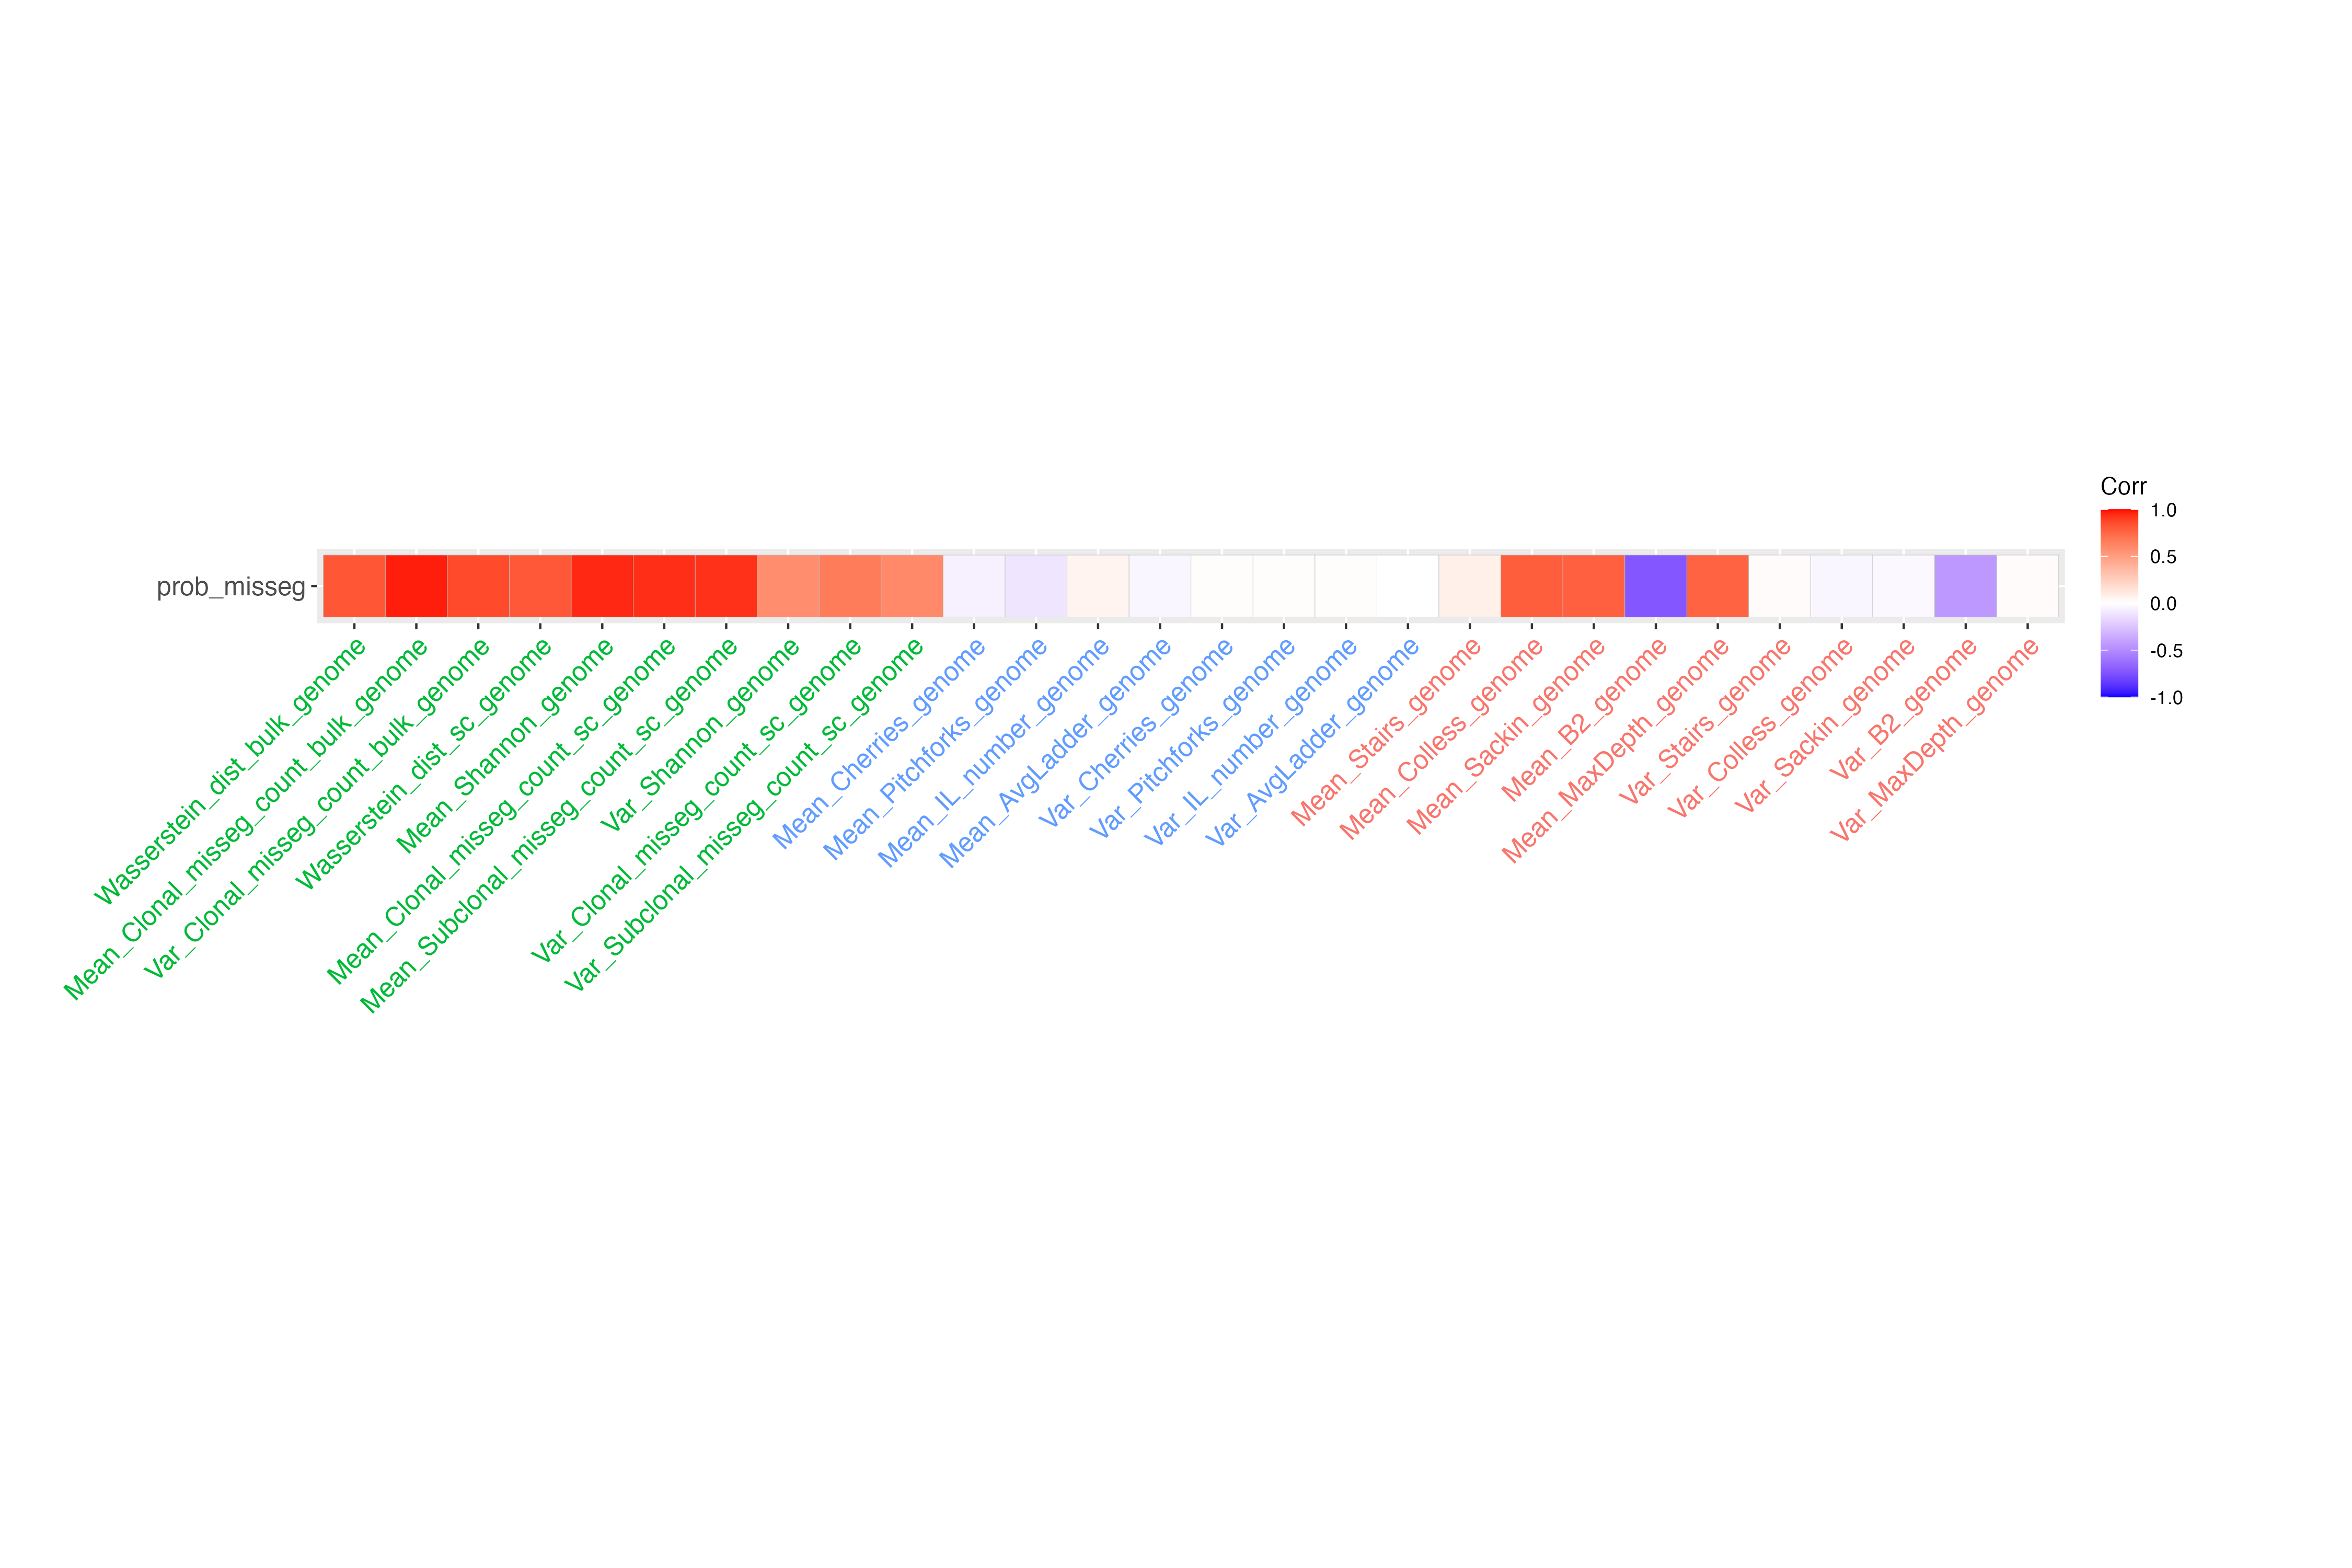 Corr
1.0
0.5
0.0
-0.5
-1.0
prob_misseg
Wasserstein_dist_bulk_genome
Mean_Clonal_misseg_count_bulk_genome
Var_Clonal_misseg_count_bulk_genome
Wasserstein_dist_sc_genome
Mean_Shannon_genome
Mean_Clonal_misseg_count_sc_genome
Mean_Subclonal_misseg_count_sc_genome
Var_Shannon_genome
Var_Clonal_misseg_count_sc_genome
Var_Subclonal_misseg_count_sc_genome
Mean_Cherries_genome
Mean_Pitchforks_genome
Mean_IL_number_genome
Mean_AvgLadder_genome
Var_Cherries_genome
Var_Pitchforks_genome
Var_IL_number_genome
Var_AvgLadder_genome
Mean_Stairs_genome
Mean_Colless_genome
Mean_Sackin_genome
Mean_B2_genome
Mean_MaxDepth_genome
Var_Stairs_genome
Var_Colless_genome
Var_Sackin_genome
Var_B2_genome
Var_MaxDepth_genome